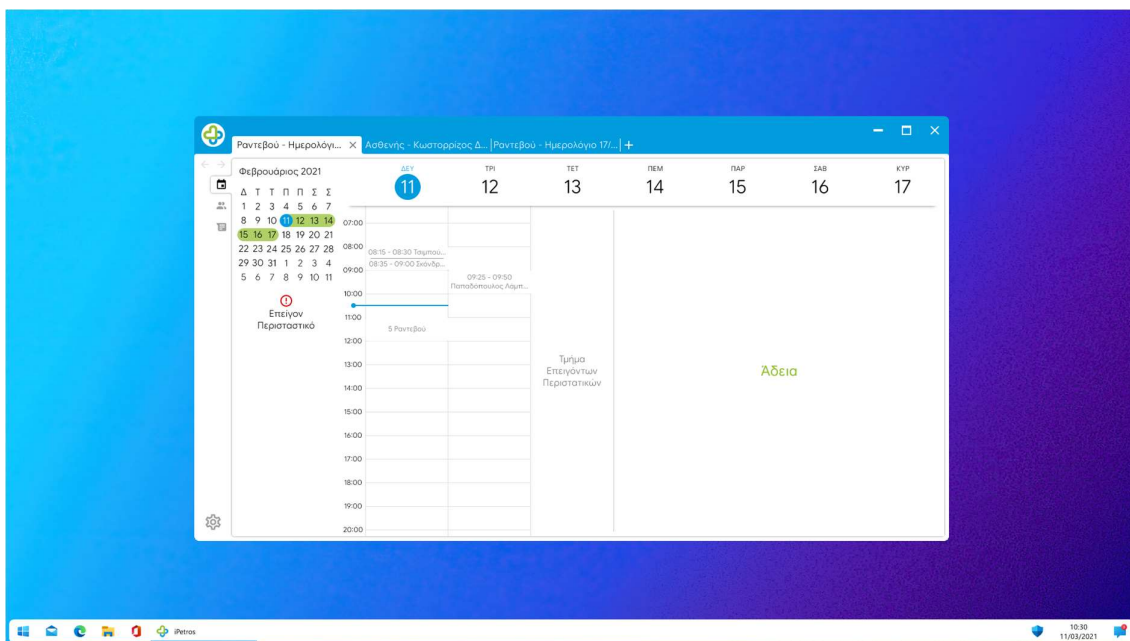 Ραντεβού - Ημερολόγι...
Ασθενής - Κωστορρίζος Δ...
Ραντεβού - Ημερολόγιο 17/...
Φεβρουάριος 2021
Δ Τ Τ Π Π Σ Σ
1 2 3 4 5 6 7
8 9 10 11 12 13 14
15 16 17 18 19 20 21
22 23 24 25 26 27 28
29 30 31 1 2 3 4
5 6 7 8 9 10 11
Επείγον
Περιστατικό
ΔΕΥ ΤΡΙ ΤΕΤ ΠΕΜ ΠΑΡ ΣΑΒ ΚΥΡ
11 12 13 14 15 16 17
07:00
08:00
08:15 - 08:30 Τσιμπου...
08:35 - 09:00 Σκάνδρ...
09:00
09:25 - 09:50
Παπαδόπουλος Λαμπ...
10:00
11:00
5 Ραντεβού
12:00
13:00
14:00
15:00
16:00
17:00
18:00
19:00
20:00
Τμήμα
Επειγόντων
Περιστατικών
Άδεια
iPetros
10:30
11/03/2021